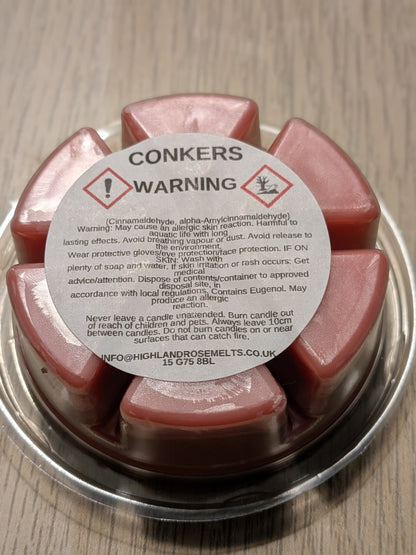 CONKERS
WARNING
(Cinnamaldehyde, alpha-Amylcinnamaldehyde)
Warning: May cause an allergic skin reaction. Harmful to
aquatic life with long
lasting effects. Avoid breathing vapour or dust. Avoid release to
the environment.
Wear protective gloves/eye protection/face protection. IF ON
SKIN: Wash with
plenty of soap and water. If skin irritation or rash occurs: Get
medical
advice/attention. Dispose of contents/container to approved
disposal site, in
accordance with local regulations. Contains Eugenol. May
produce an allergic
reaction.
Never leave a candle unattended. Burn candle out
of reach of children and pets. Always leave 10cm
between candles. Do not burn candles on or near
surfaces that can catch fire.
INFO@HIGHLANDROSEMELTS.CO.UK
15 G75 8BL